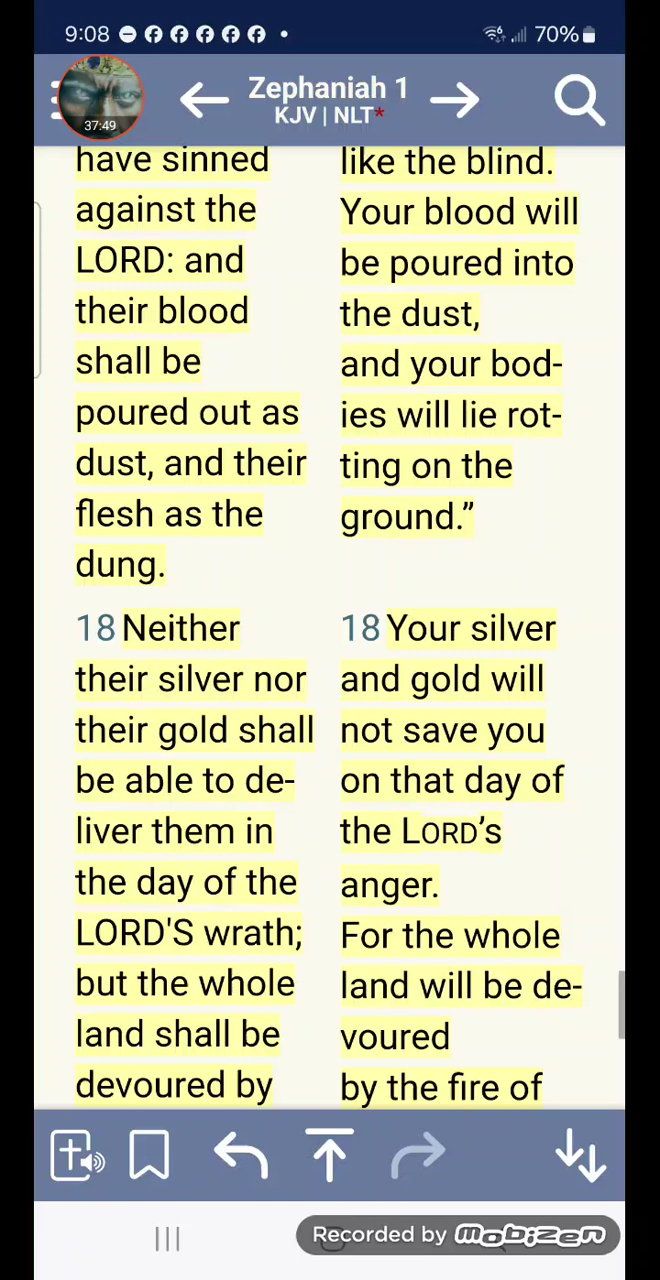 9:08
70%
37:49
Zephaniah 1
KJV | NLT*
have sinned
against the
LORD: and
their blood
shall be
poured out as
dust, and their
flesh as the
dung.
18 Neither
their silver nor
their gold shall
be able to de-
liver them in
the day of the
LORD'S wrath;
but the whole
land shall be
devoured by
like the blind.
Your blood will
be poured into
the dust,
and your bod-
ies will lie rot-
ting on the
ground.”
18 Your silver
and gold will
not save you
on that day of
the LORD’s
anger.
For the whole
land will be de-
voured
by the fire of
Recorded by mobizen